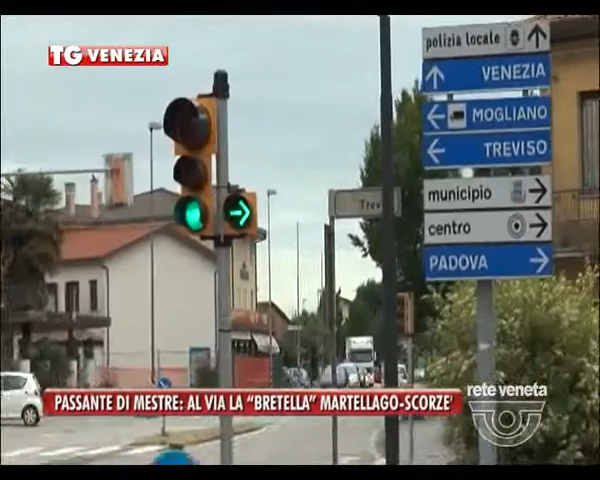 TG VENEZIA
polizia locale
VENEZIA
MOGLIANO
TREVISO
municipio
centro
PADOVA
Trev
PASSANTE DI MESTRE: AL VIA LA "BRETELLA" MARTELLAGO-SCORZE'
rete veneta